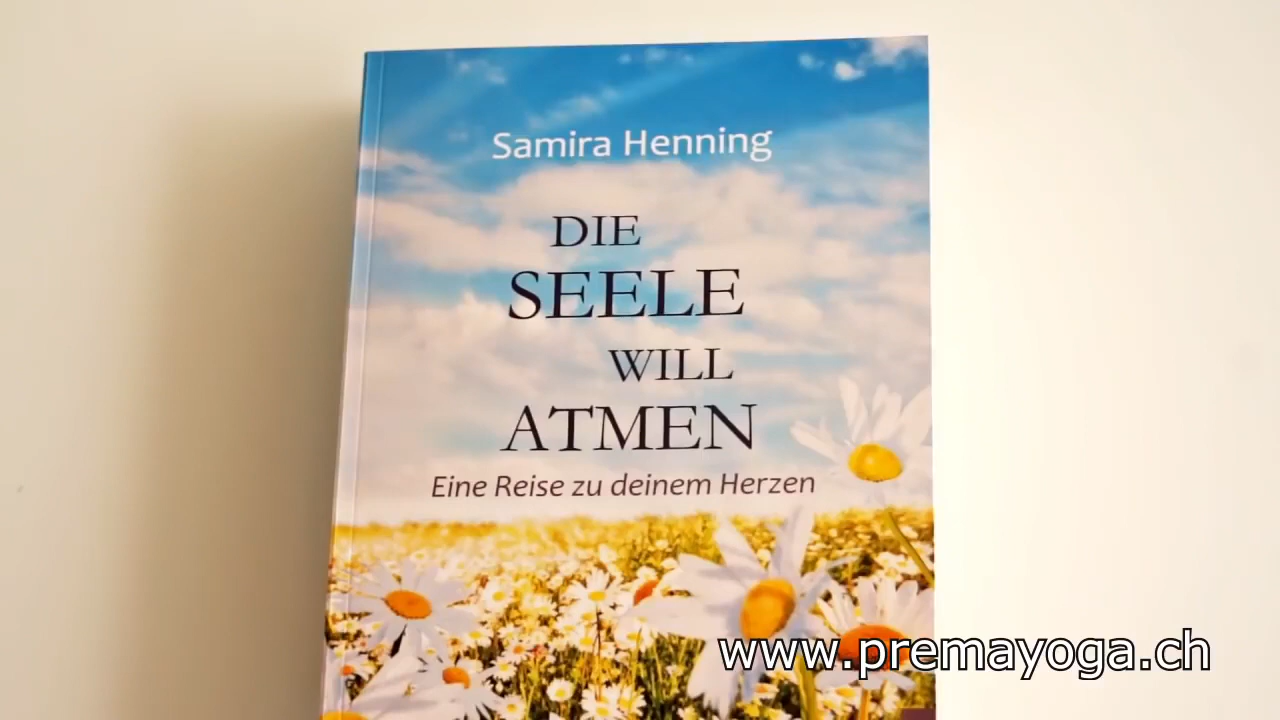 Samira Henning
DIE
SEELE
WILL
ATMEN
Eine Reise zu deinem Herzen
www.premayoga.ch